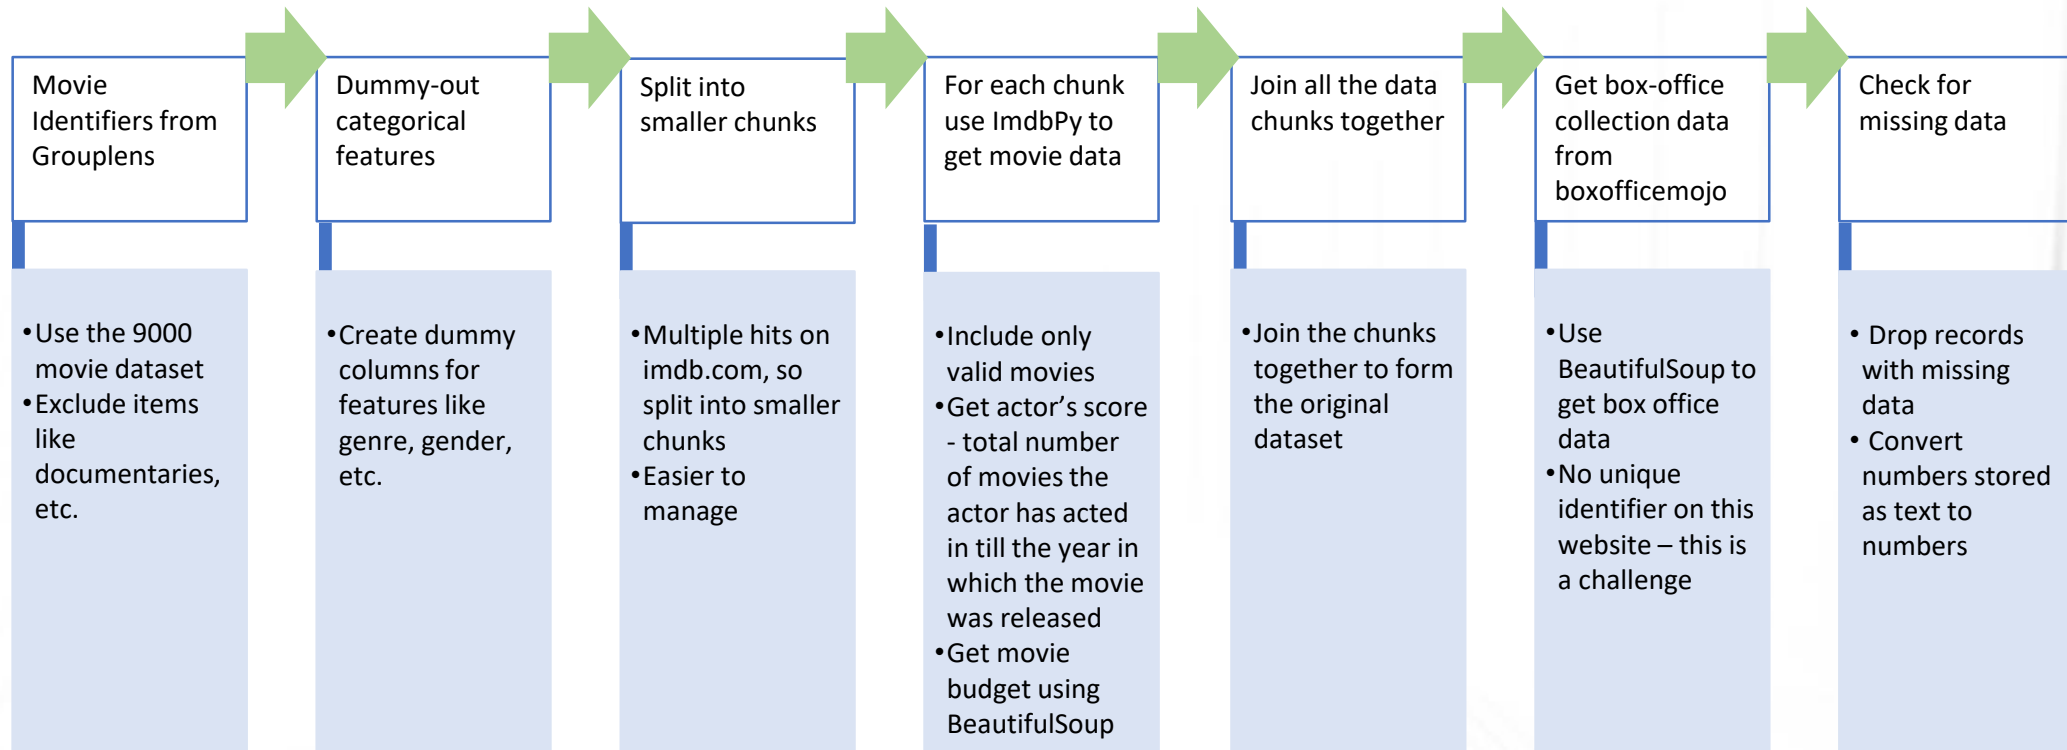 Movie
Identifiers from
Grouplens
Dummy-out
categorical
features
Split into
smaller chunks
For each chunk
use ImdbPy to
get movie data
Join all the data
chunks together
Get box-office
collection data
from
boxofficemojo
Check for
missing data
•Use the 9000
movie dataset
•Exclude items
like
documentaries,
etc.
•Create dummy
columns for
features like
genre, gender,
etc.
•Multiple hits on
imdb.com, so
split into smaller
chunks
•Easier to
manage
•Include only
valid movies
•Get actor’s score
- total number
of movies the
actor has acted
in till the year in
which the movie
was released
•Get movie
budget using
BeautifulSoup
•Join the chunks
together to form
the original
dataset
•Use
BeautifulSoup to
get box office
data
•No unique
identifier on this
website – this is
a challenge
• Drop records
with missing
data
• Convert
numbers stored
as text to
numbers